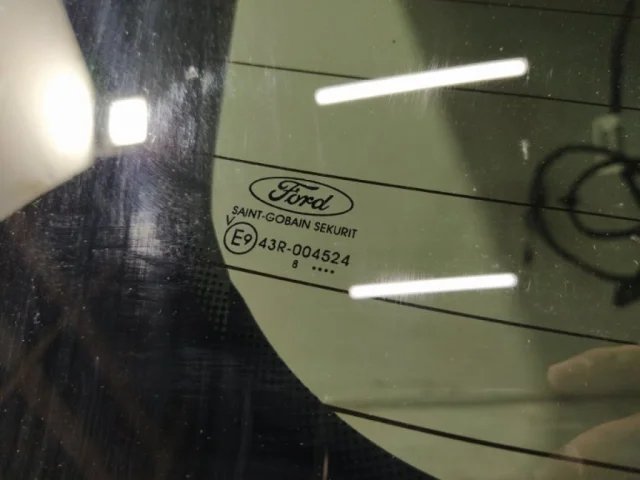 Ford
SAINT-GOBAIN SEKURIT
V
E9 43R-004524
8 ....